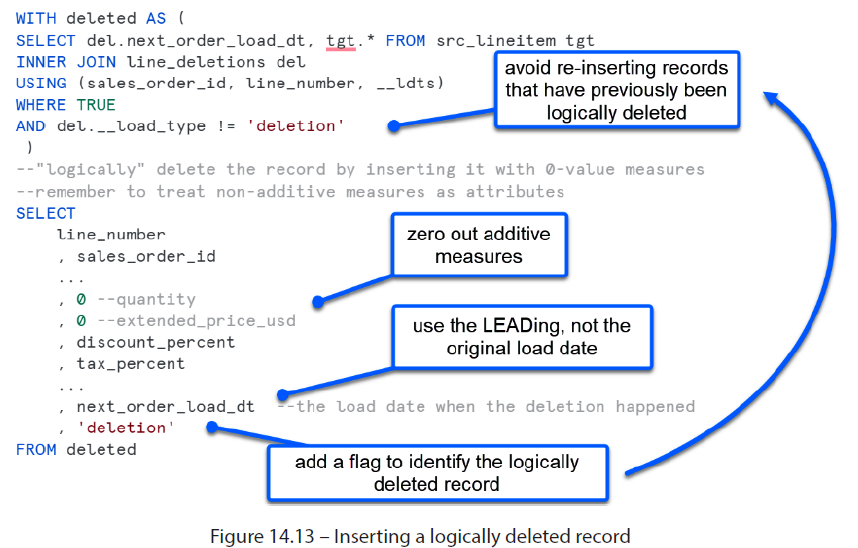 WITH deleted AS (
SELECT del.next_order_load_dt, tgt.* FROM src_lineitem tgt
INNER JOIN line_deletions del
USING (sales_order_id, line_number, __ldts)
WHERE TRUE
AND del.__load_type != 'deletion'
)
avoid re-inserting records
that have previously been
logically deleted
--"logically" delete the record by inserting it with 0-value measures
--remember to treat non-additive measures as attributes
SELECT
line_number
, sales_order_id
...
, 0 --quantity
, 0 --extended_price_usd
, discount_percent
, tax_percent
...
, next_order_load_dt --the load date when the deletion happened
, 'deletion'
FROM deleted
zero out additive
measures
use the LEADing, not the
original load date
add a flag to identify the logically
deleted record
Figure 14.13 – Inserting a logically deleted record